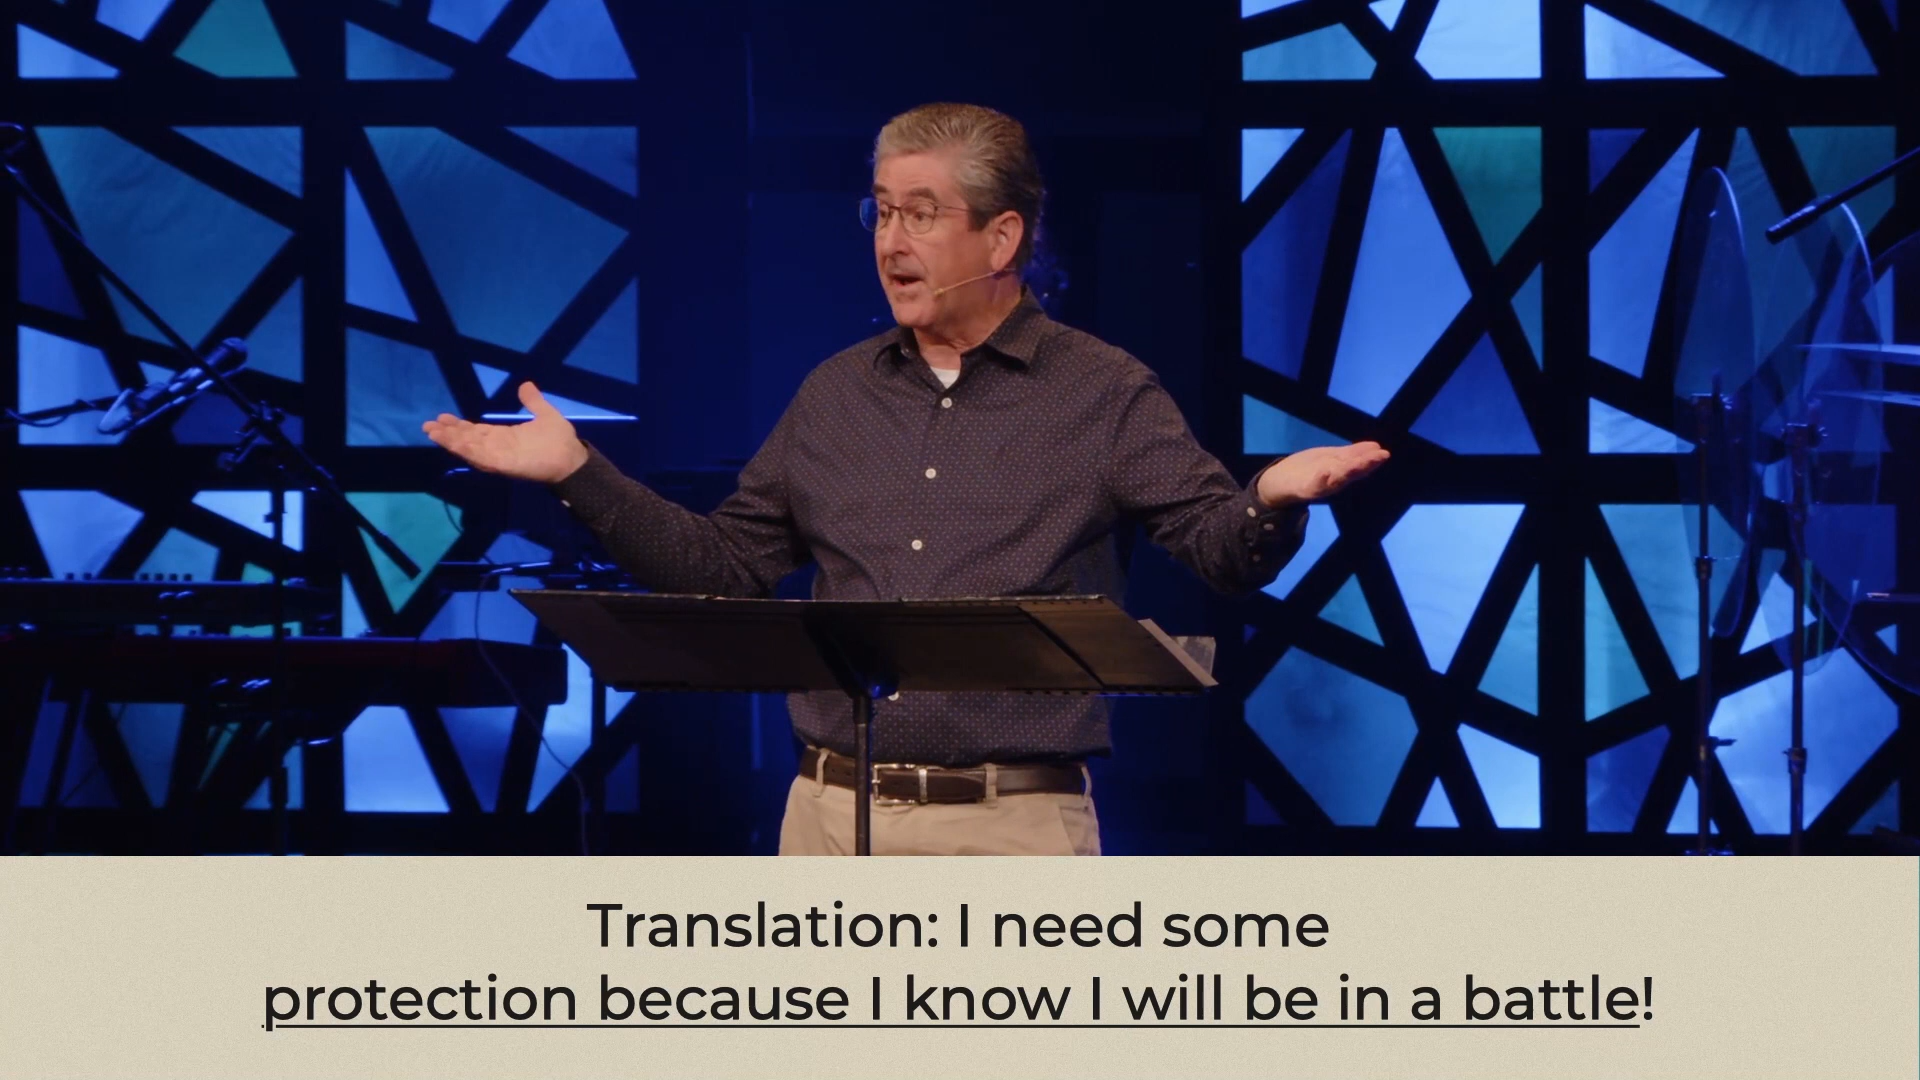 Translation: I need some
protection because I know I will be in a battle!